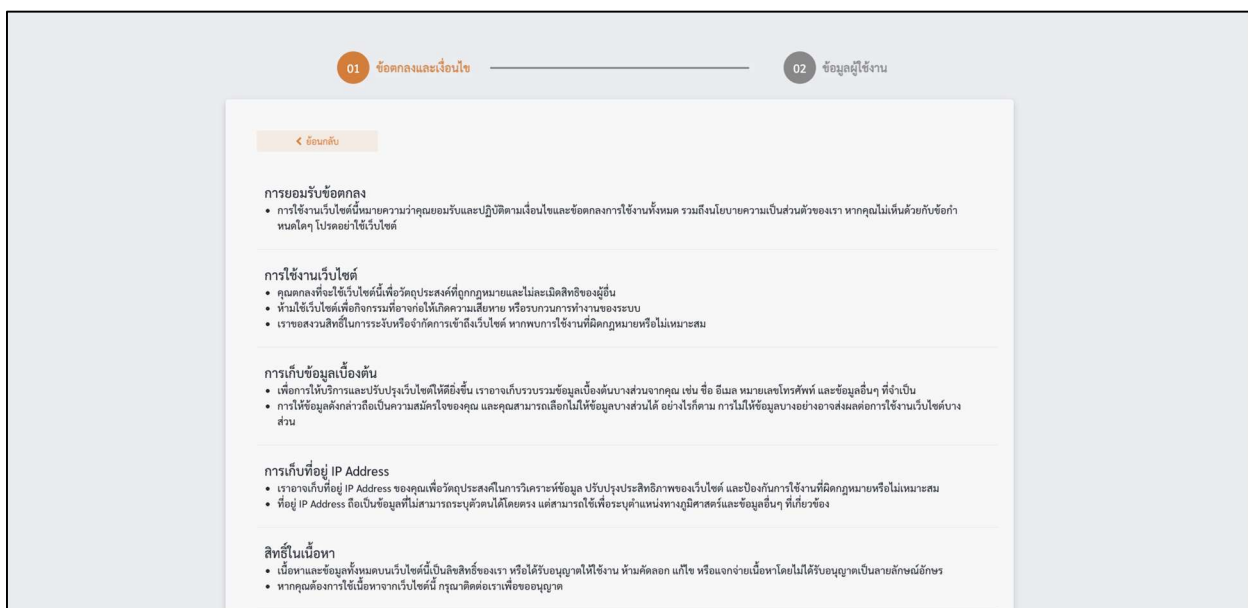 01 ข้อตกลงและเงื่อนไข
02 ข้อมูลผู้ใช้งาน
ย้อนกลับ
การยอมรับข้อตกลง
• การใช้งานเว็บไซต์นี้หมายความว่าคุณยอมรับและปฏิบัติตามเงื่อนไขและข้อตกลงการใช้งานทั้งหมด รวมถึงนโยบายความเป็นส่วนตัวของเรา หากคุณไม่เห็นด้วยกับข้อกำ
หนดใดๆ โปรดอย่าใช้เว็บไซต์
การใช้งานเว็บไซต์
• คุณตกลงที่จะใช้เว็บไซต์นี้เพื่อวัตถุประสงค์ที่ถูกกฎหมายและไม่ละเมิดสิทธิของผู้อื่น
• ห้ามใช้เว็บไซต์เพื่อกิจกรรมที่อาจก่อให้เกิดความเสียหาย หรือรบกวนการทำงานของระบบ
• เราขอสงวนสิทธิ์ในการระงับหรือจำกัดการเข้าถึงเว็บไซต์ หากพบการใช้งานที่ผิดกฎหมายหรือไม่เหมาะสม
การเก็บข้อมูลเบื้องต้น
• เพื่อการให้บริการและปรับปรุงเว็บไซต์ให้ดียิ่งขึ้น เราอาจเก็บรวบรวมข้อมูลเบื้องต้นบางส่วนจากคุณ เช่น ชื่อ อีเมล หมายเลขโทรศัพท์ และข้อมูลอื่นๆ ที่จำเป็น
• การให้ข้อมูลดังกล่าวถือเป็นความสมัครใจของคุณ และคุณสามารถเลือกไม่ให้ข้อมูลบางส่วนได้ อย่างไรก็ตาม การไม่ให้ข้อมูลบางอย่างอาจส่งผลต่อการใช้งานเว็บไซต์บาง
ส่วน
การเก็บที่อยู่ IP Address
• เราอาจเก็บที่อยู่ IP Address ของคุณเพื่อวัตถุประสงค์ในการวิเคราะห์ข้อมูล ปรับปรุงประสิทธิภาพของเว็บไซต์ และป้องกันการใช้งานที่ผิดกฎหมายหรือไม่เหมาะสม
• ที่อยู่ IP Address ถือเป็นข้อมูลที่ไม่สามารถระบุตัวตนได้โดยตรง แต่สามารถใช้เพื่อระบุตำแหน่งทางภูมิศาสตร์และข้อมูลอื่นๆ ที่เกี่ยวข้อง
สิทธิ์ในเนื้อหา
• เนื้อหาและข้อมูลทั้งหมดบนเว็บไซต์นี้เป็นลิขสิทธิ์ของเรา หรือได้รับอนุญาตให้ใช้งาน ห้ามคัดลอก แก้ไข หรือแจกจ่ายเนื้อหาโดยไม่ได้รับอนุญาตเป็นลายลักษณ์อักษร
• หากคุณต้องการใช้เนื้อหาจากเว็บไซต์นี้ กรุณาติดต่อเราเพื่อขออนุญาต